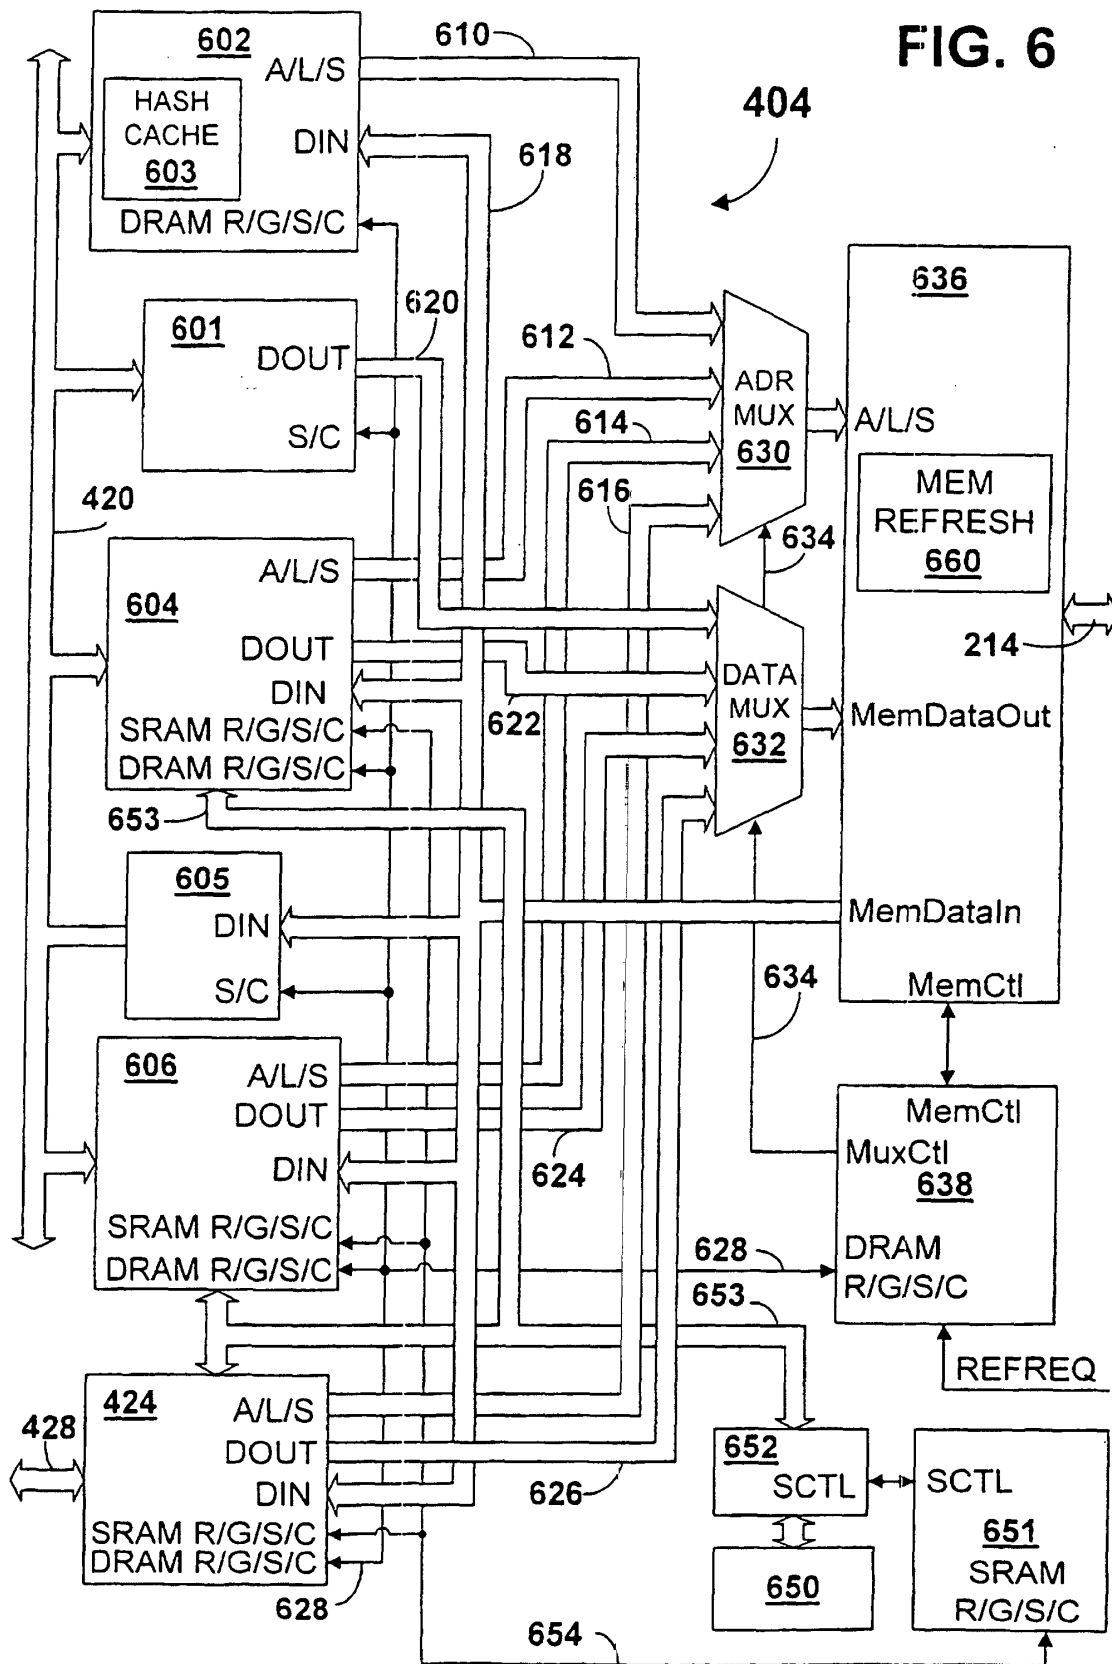 FIG. 6
404
602
A/L/S
HASH
CACHE
603
DIN
DRAM R/G/S/C
610
618
601
DOUT
S/C
620
612
614
616
420
ADR
MUX
630
634
636
A/L/S
MEM
REFRESH
660
214
MemDataOut
MemDataIn
MemCtl
604
A/L/S
DOUT
DIN
SRAM R/G/S/C
DRAM R/G/S/C
622
DATA
MUX
632
653
605
DIN
S/C
634
606
A/L/S
DOUT
DIN
SRAM R/G/S/C
DRAM R/G/S/C
624
MemCtl
MuxCtl
638
DRAM
R/G/S/C
628
653
REFREQ
424
A/L/S
DOUT
DIN
SRAM R/G/S/C
DRAM R/G/S/C
428
626
628
652
SCTL
650
SCTL
651
SRAM
R/G/S/C
654